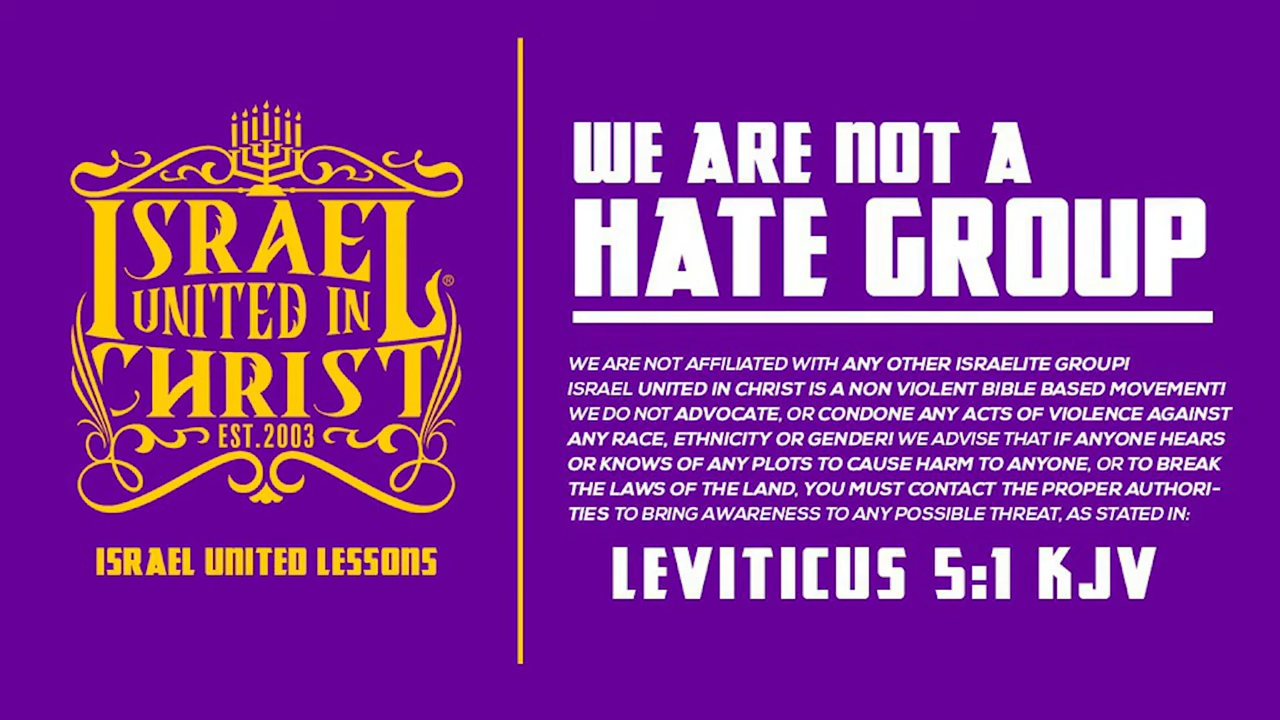 ISRAEL
UNITED IN
CHRIST
®
EST.2003
ISRAEL UNITED LESSONS
WE ARE NOT A
HATE GROUP
WE ARE NOT AFFILIATED WITH ANY OTHER ISRAELITE GROUP!
ISRAEL UNITED IN CHRIST IS A NON VIOLENT BIBLE BASED MOVEMENT!
WE DO NOT ADVOCATE, OR CONDONE ANY ACTS OF VIOLENCE AGAINST
ANY RACE, ETHNICITY OR GENDER! WE ADVISE THAT IF ANYONE HEARS
OR KNOWS OF ANY PLOTS TO CAUSE HARM TO ANYONE, OR TO BREAK
THE LAWS OF THE LAND, YOU MUST CONTACT THE PROPER AUTHORI-
TIES TO BRING AWARENESS TO ANY POSSIBLE THREAT, AS STATED IN:
LEVITICUS 5:1 KJV